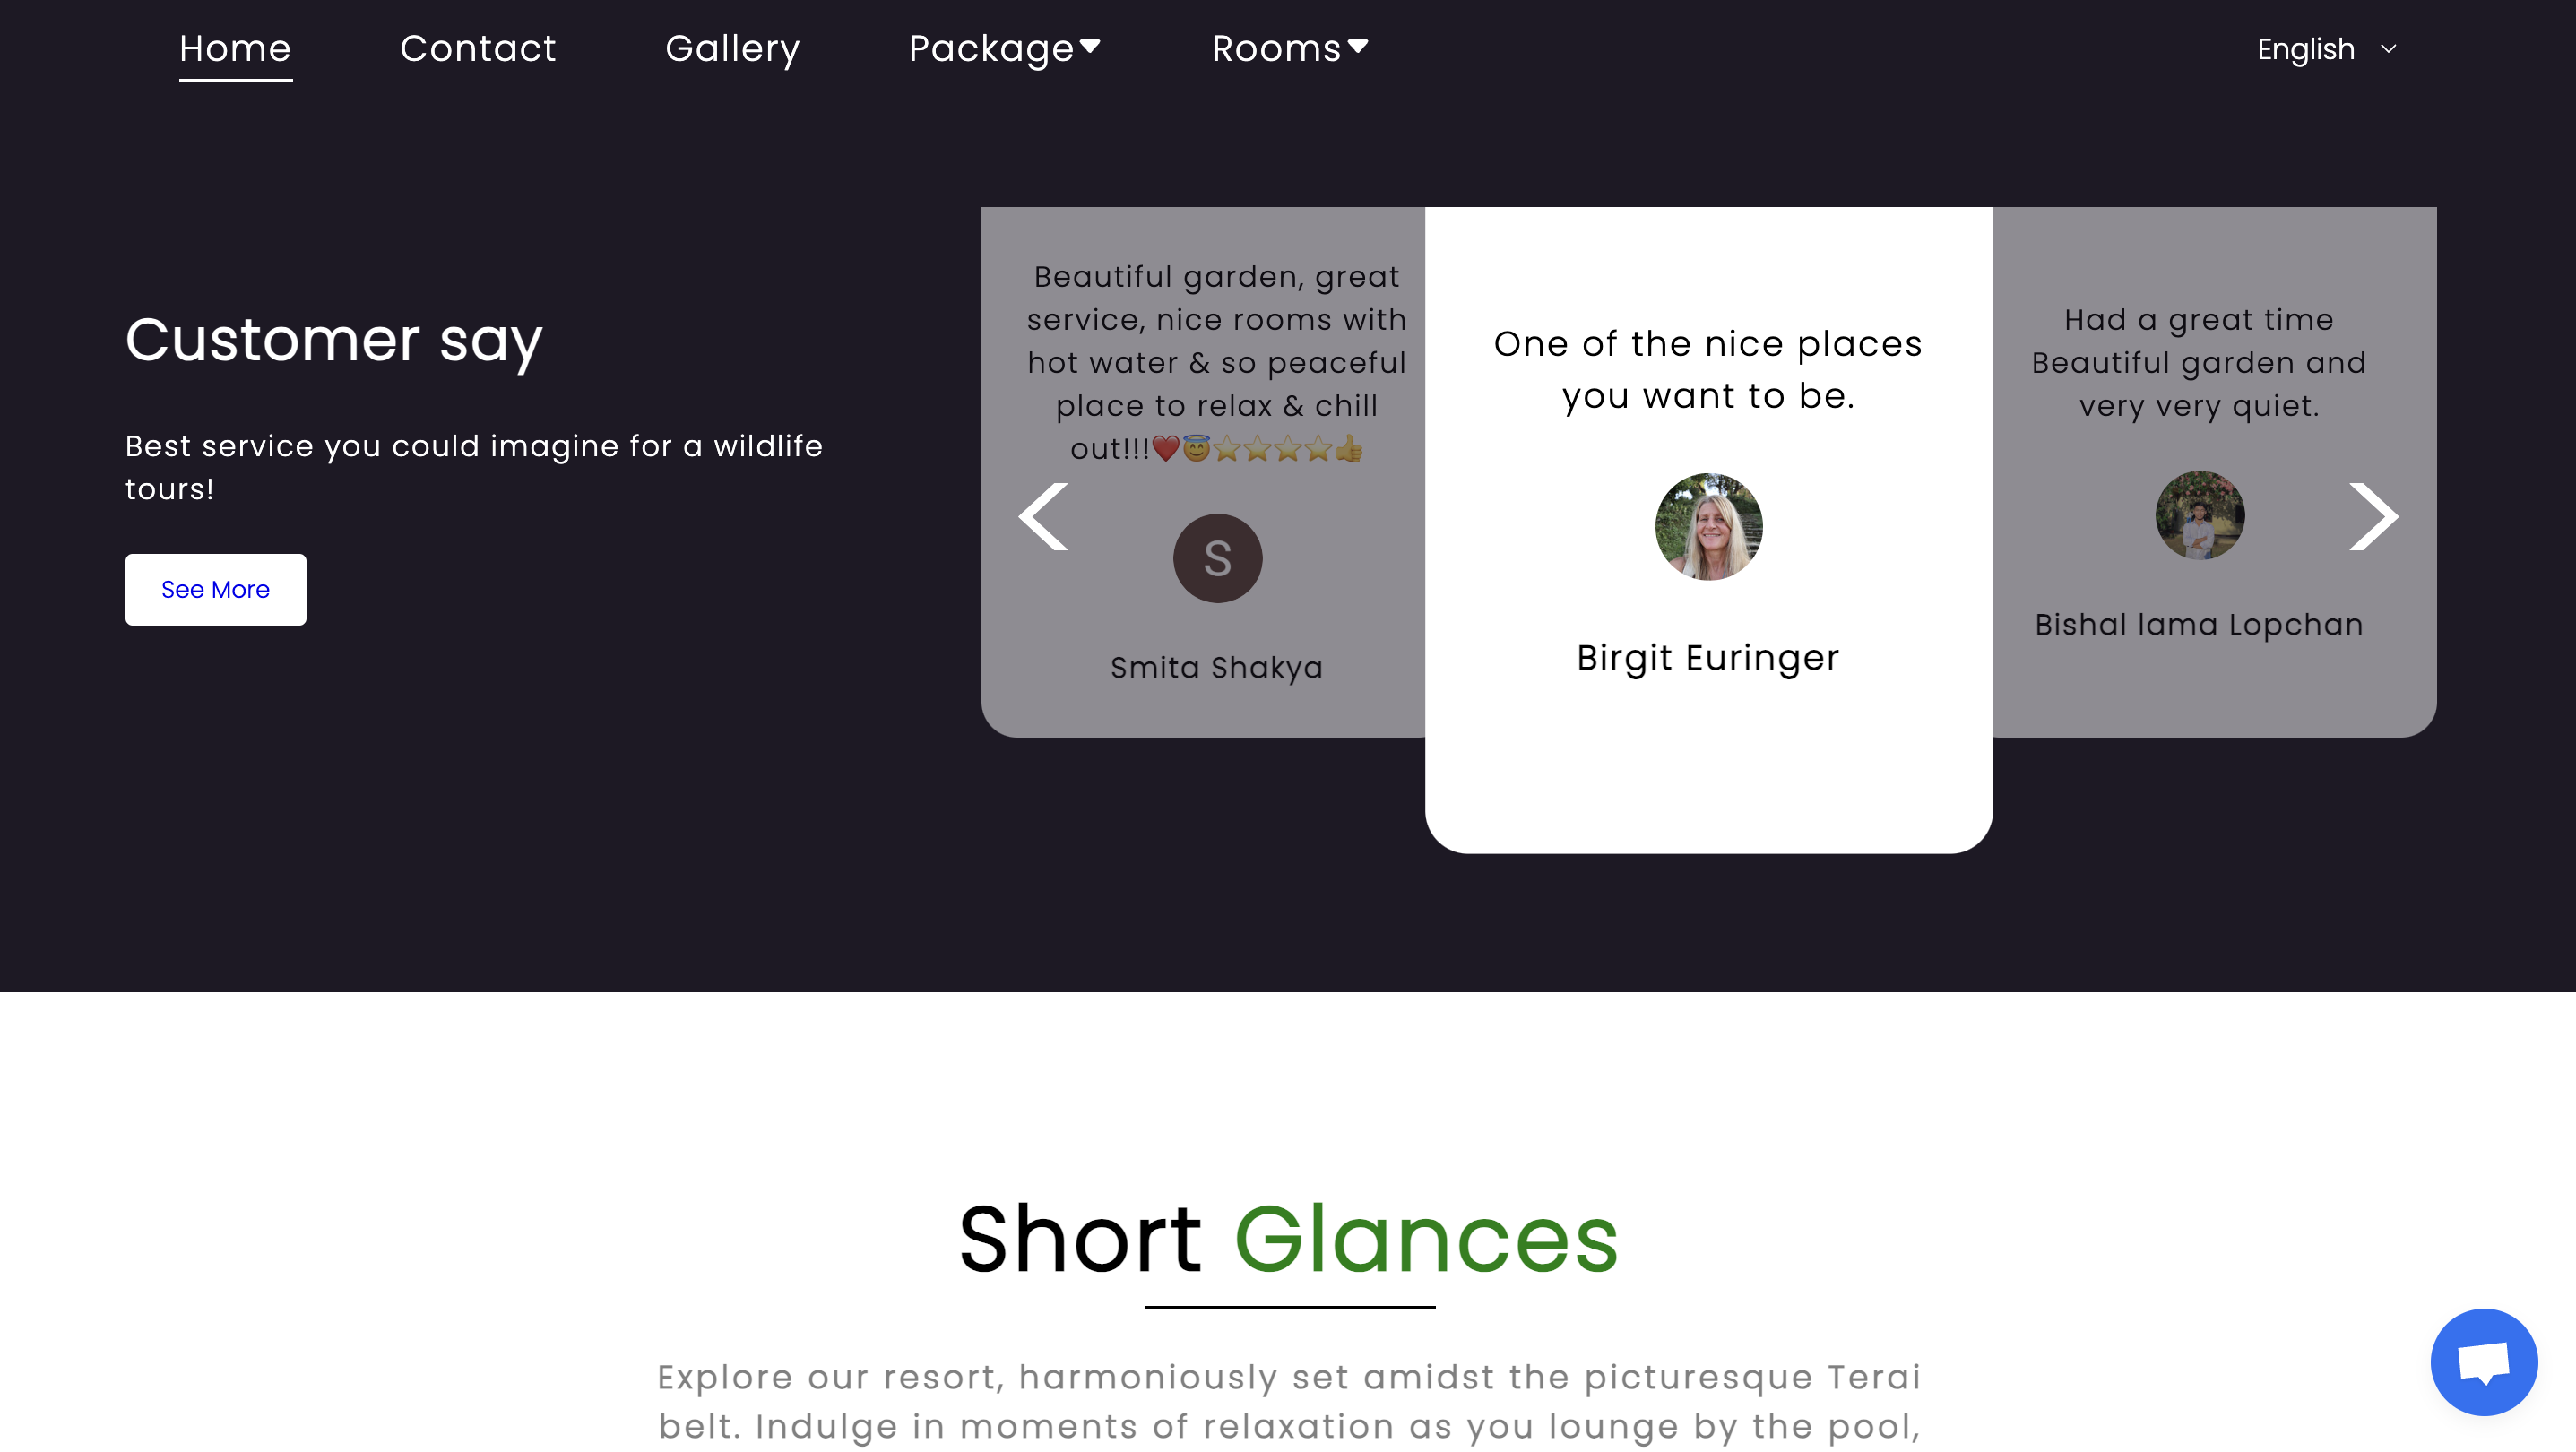 Home Contact Gallery Package Rooms English
Customer say
Best service you could imagine for a wildlife
tours!
See More
Beautiful garden, great
service, nice rooms with
hot water & so peaceful
place to relax & chill
out!!!❤️😇⭐⭐⭐⭐👍
S
Smita Shakya
One of the nice places
you want to be.
Birgit Euringer
Had a great time
Beautiful garden and
very very quiet.
Bishal lama Lopchan
Short Glances
Explore our resort, harmoniously set amidst the picturesque Terai
belt. Indulge in moments of relaxation as you lounge by the pool,